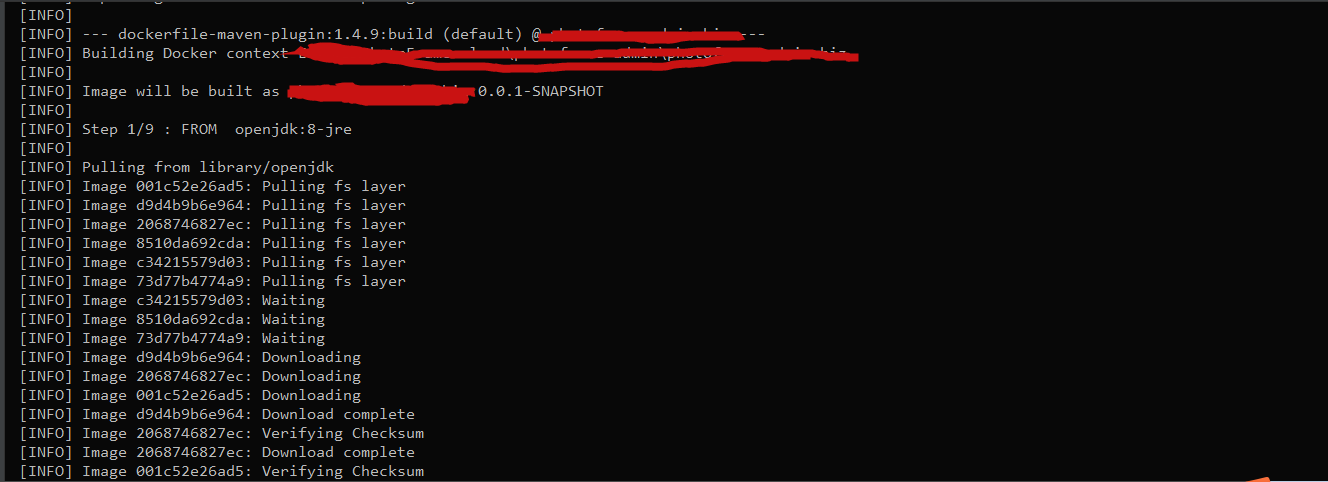 [INFO]
[INFO] --- dockerfile-maven-plugin:1.4.9:build (default) @ ---
[INFO] Building Docker context
[INFO]
[INFO] Image will be built as 0.0.1-SNAPSHOT
[INFO]
[INFO] Step 1/9 : FROM  openjdk:8-jre
[INFO]
[INFO] Pulling from library/openjdk
[INFO] Image 001c52e26ad5: Pulling fs layer
[INFO] Image d9d4b9b6e964: Pulling fs layer
[INFO] Image 2068746827ec: Pulling fs layer
[INFO] Image 8510da692cda: Pulling fs layer
[INFO] Image c34215579d03: Pulling fs layer
[INFO] Image 73d77b4774a9: Pulling fs layer
[INFO] Image c34215579d03: Waiting
[INFO] Image 8510da692cda: Waiting
[INFO] Image 73d77b4774a9: Waiting
[INFO] Image d9d4b9b6e964: Downloading
[INFO] Image 2068746827ec: Downloading
[INFO] Image 001c52e26ad5: Downloading
[INFO] Image d9d4b9b6e964: Download complete
[INFO] Image 2068746827ec: Verifying Checksum
[INFO] Image 2068746827ec: Download complete
[INFO] Image 001c52e26ad5: Verifying Checksum